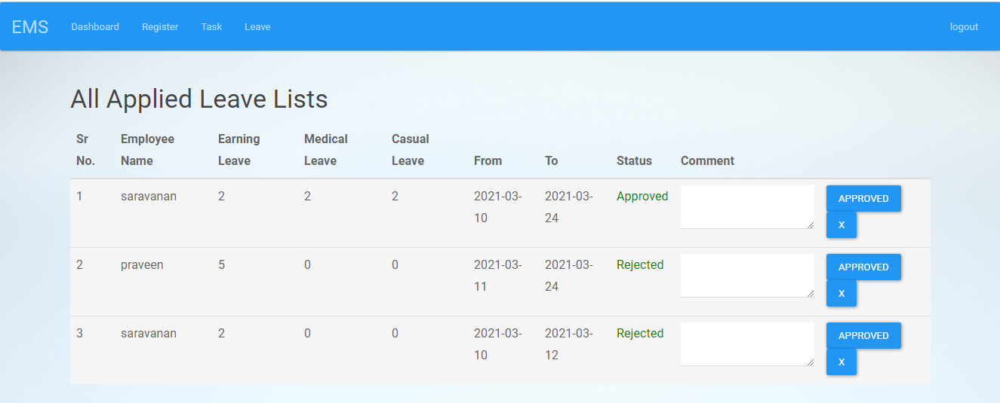 EMS Dashboard Register Task Leave logout
All Applied Leave Lists
Sr Employee Earning Medical Casual
No. Name Leave Leave Leave From To Status Comment
1 saravanan 2 2 2 2021-03- 2021-03- Approved APPROVED
10 24 X
2 praveen 5 0 0 2021-03- 2021-03- Rejected APPROVED
11 24 X
3 saravanan 2 0 0 2021-03- 2021-03- Rejected APPROVED
10 12 X